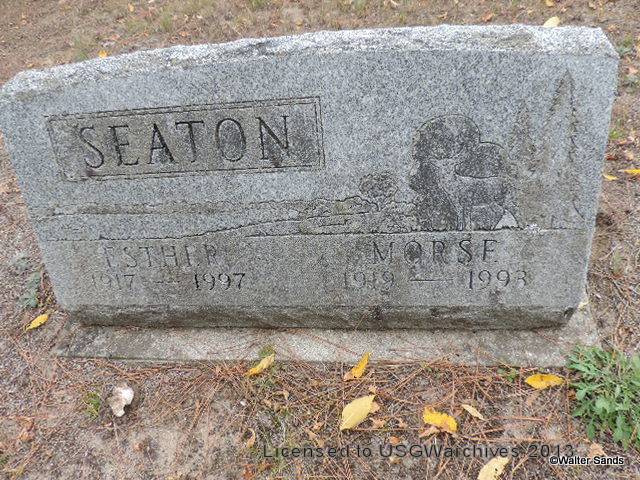 SEATON
ESTHER MORSE
1917 — 1997 1919 — 1993
Licensed to USGWarchives 2013
©Walter Sands